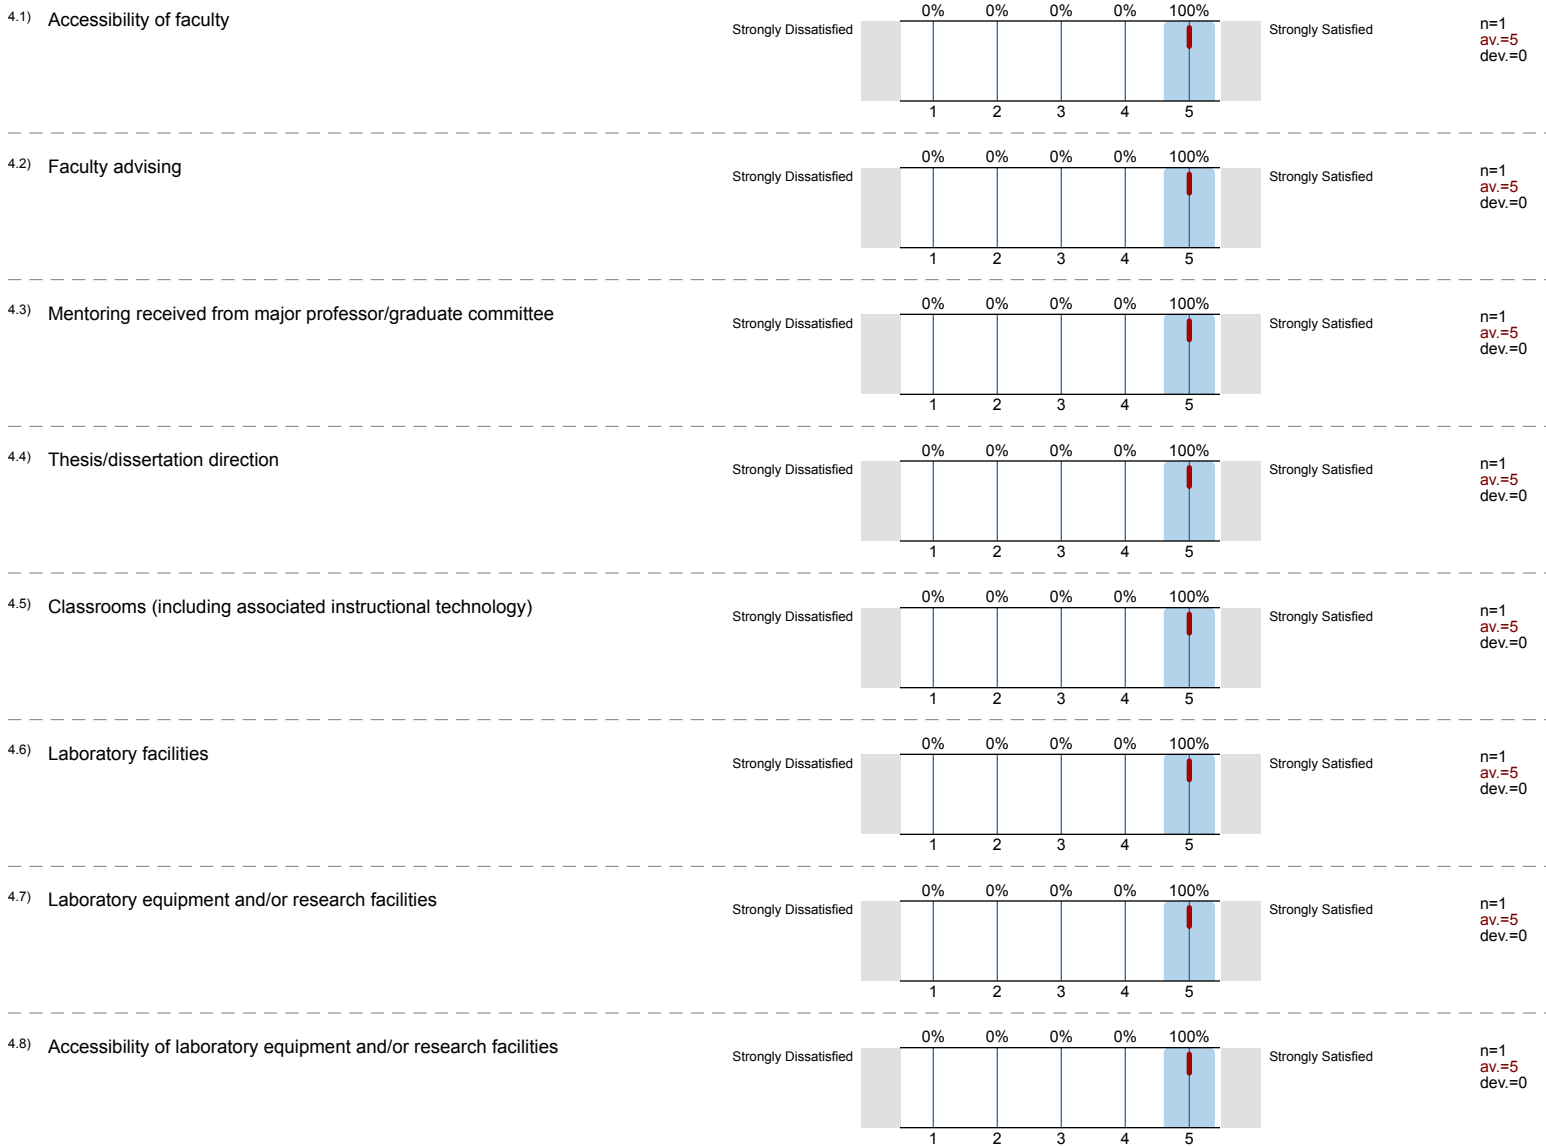 4.1) Accessibility of faculty
0% 0% 0% 0% 100%
Strongly Dissatisfied Strongly Satisfied
n=1
av.=5
dev.=0
1 2 3 4 5
4.2) Faculty advising
0% 0% 0% 0% 100%
Strongly Dissatisfied Strongly Satisfied
n=1
av.=5
dev.=0
1 2 3 4 5
4.3) Mentoring received from major professor/graduate committee
0% 0% 0% 0% 100%
Strongly Dissatisfied Strongly Satisfied
n=1
av.=5
dev.=0
1 2 3 4 5
4.4) Thesis/dissertation direction
0% 0% 0% 0% 100%
Strongly Dissatisfied Strongly Satisfied
n=1
av.=5
dev.=0
1 2 3 4 5
4.5) Classrooms (including associated instructional technology)
0% 0% 0% 0% 100%
Strongly Dissatisfied Strongly Satisfied
n=1
av.=5
dev.=0
1 2 3 4 5
4.6) Laboratory facilities
0% 0% 0% 0% 100%
Strongly Dissatisfied Strongly Satisfied
n=1
av.=5
dev.=0
1 2 3 4 5
4.7) Laboratory equipment and/or research facilities
0% 0% 0% 0% 100%
Strongly Dissatisfied Strongly Satisfied
n=1
av.=5
dev.=0
1 2 3 4 5
4.8) Accessibility of laboratory equipment and/or research facilities
0% 0% 0% 0% 100%
Strongly Dissatisfied Strongly Satisfied
n=1
av.=5
dev.=0
1 2 3 4 5